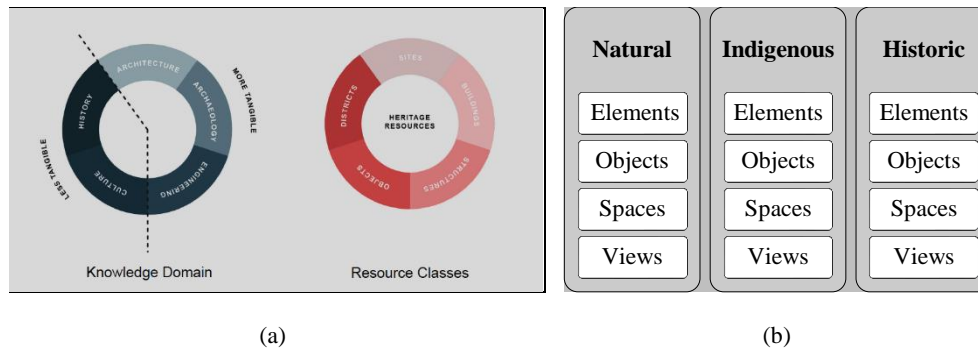 ARCHITECTURE
ARCHAEOLOGY
ENGINEERING
CULTURE
HISTORY
MORE TANGIBLE
LESS TANGIBLE
Knowledge Domain
SITES
BUILDINGS
STRUCTURES
OBJECTS
DISTRICTS
HERITAGE
RESOURCES
Resource Classes
(a)
Natural Indigenous Historic
Elements Elements Elements
Objects Objects Objects
Spaces Spaces Spaces
Views Views Views
(b)